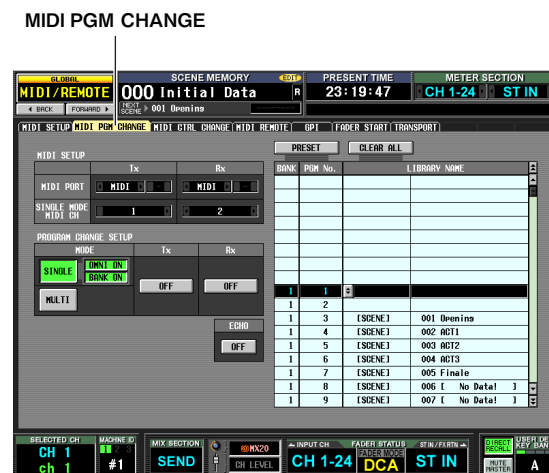 MIDI PGM CHANGE
GLOBAL
MIDI/REMOTE
BACK
FORWARD
SCENE MEMORY
EDIT
000 Initial Data
R
NEXT SCENE
001 Opening
PRESENT TIME
23:19:47
METER SECTION
CH 1-24
ST IN
MIDI SETUP
MIDI PGM CHANGE
MIDI CTRL CHANGE
MIDI REMOTE
GPI
FADER START
TRANSPORT
MIDI SETUP
Tx
Rx
MIDI PORT
MIDI
-
MIDI
-
SINGLE MODE MIDI CH
1
2
PROGRAM CHANGE SETUP
MODE
Tx
Rx
SINGLE
OMNI ON
BANK ON
MULTI
OFF
OFF
ECHO
OFF
PRESET
CLEAR ALL
BANK PGM No. LIBRARY NAME
1 1
1 2
1 3 [SCENE] 001 Opening
1 4 [SCENE] 002 ACT1
1 5 [SCENE] 003 ACT2
1 6 [SCENE] 004 ACT3
1 7 [SCENE] 005 Finale
1 8 [SCENE] 006 [ No Data! ]
1 9 [SCENE] 007 [ No Data! ]
SELECTED CH
CH 1
ch 1
MACHINE ID
1 2 3
#1
MIX SECTION
SEND
MX20
CH LEVEL
INPUT CH
CH 1-24
FADER STATUS
FADER MODE
DCA
ST IN/FXRTN
ST IN
DIRECT RECALL
MUTE MASTER
USER DE
KEY BAN
A